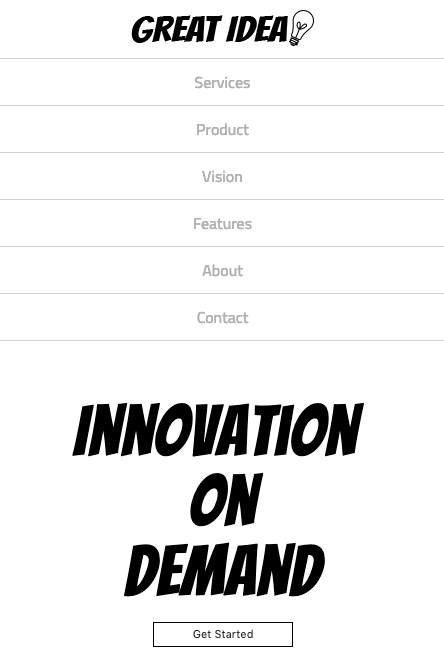 GREAT IDEA
Services
Product
Vision
Features
About
Contact
INNOVATION
ON
DEMAND
Get Started